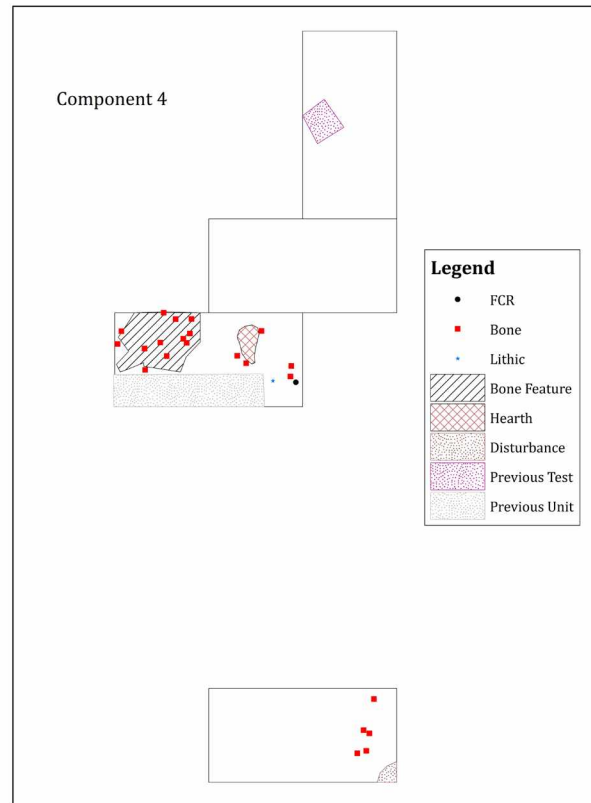 Component 4
Legend
FCR
Bone
Lithic
Bone Feature
Hearth
Disturbance
Previous Test
Previous Unit